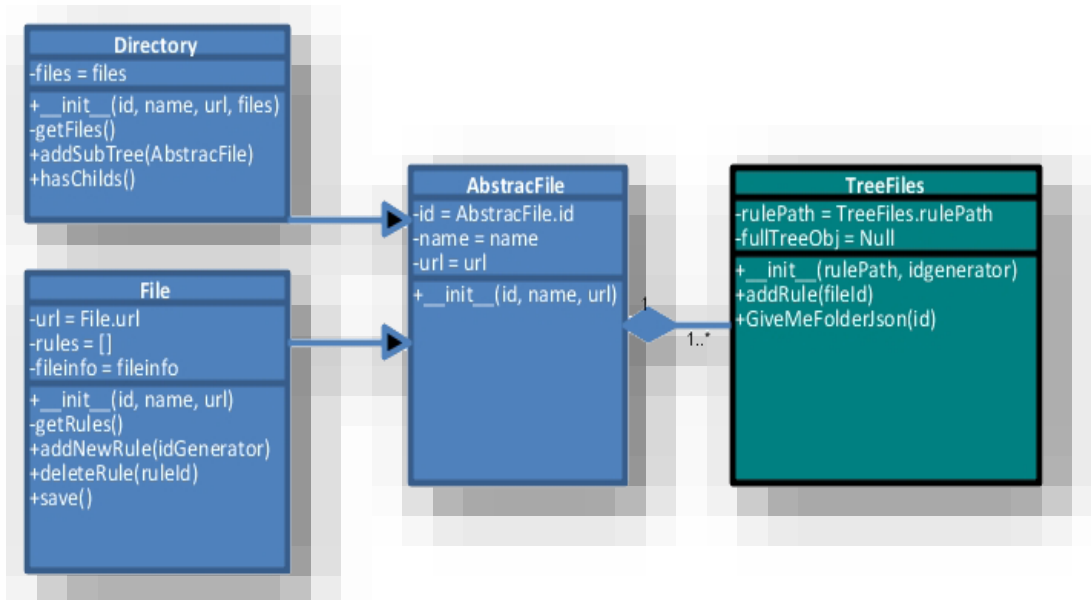 Directory
-files = files
+__init__(id, name, url, files)
-getFiles()
+addSubTree(AbstracFile)
+hasChilds()
File
-url = File.url
-rules = []
-fileinfo = fileinfo
+__init__(id, name, url)
-getRules()
+addNewRule(idGenerator)
+deleteRule(ruleId)
+save()
AbstracFile
-id = AbstracFile.id
-name = name
-url = url
+__init__(id, name, url)
1
1..*
TreeFiles
-rulePath = TreeFiles.rulePath
-fullTreeObj = Null
+__init__(rulePath, idgenerator)
+addRule(fileId)
+GiveMeFolderJson(id)